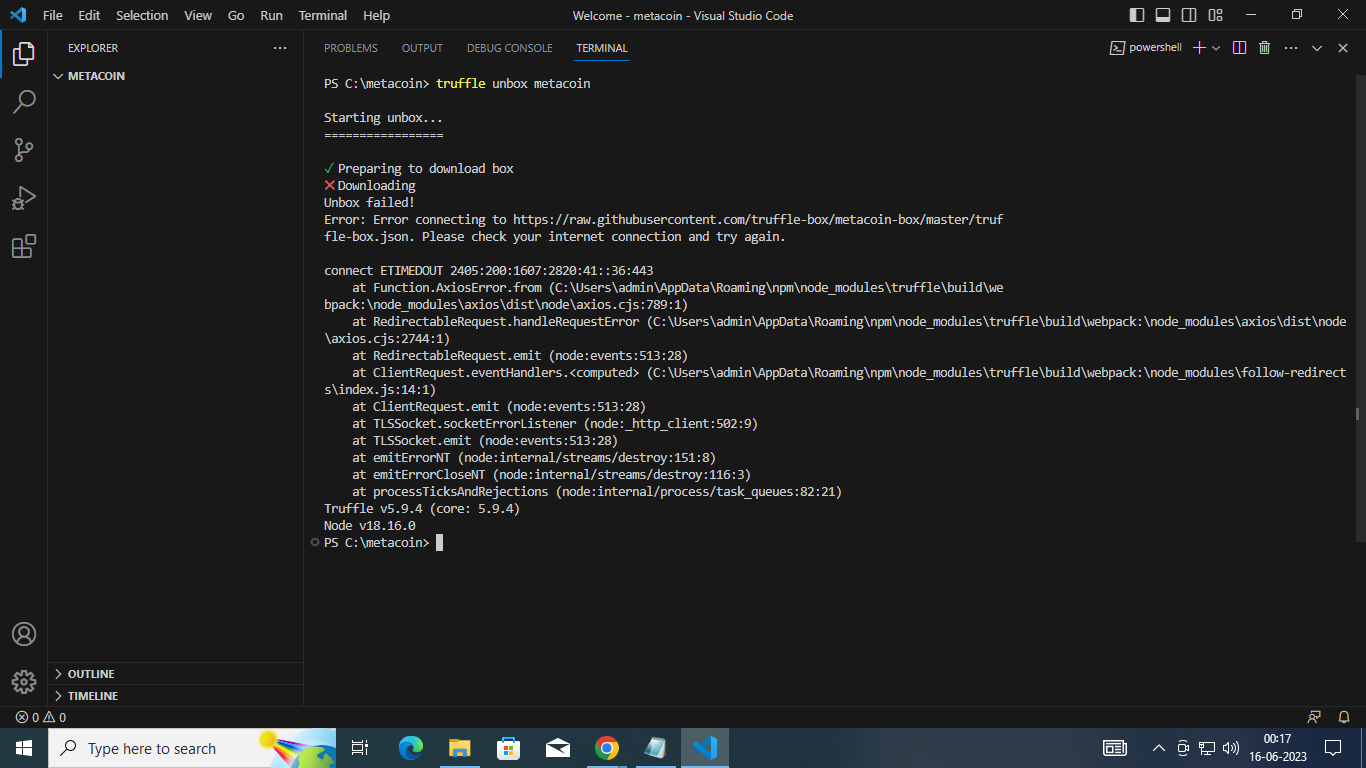 File Edit Selection View Go Run Terminal Help
Welcome - metacoin - Visual Studio Code
EXPLORER
METACOIN
PROBLEMS OUTPUT DEBUG CONSOLE TERMINAL
powershell
PS C:\metacoin> truffle unbox metacoin
Starting unbox...
=================
✓ Preparing to download box
❌ Downloading
Unbox failed!
Error: Error connecting to https://raw.githubusercontent.com/truffle-box/metacoin-box/master/truf
fle-box.json. Please check your internet connection and try again.
connect ETIMEDOUT 2405:200:1607:2820:41::36:443
at Function.AxiosError.from (C:\Users\admin\AppData\Roaming\npm\node_modules\truffle\build\we
bpack:\node_modules\axios\dist\node\axios.cjs:789:1)
at RedirectableRequest.handleRequestError (C:\Users\admin\AppData\Roaming\npm\node_modules\truffle\build\webpack:\node_modules\axios\dist\node
\axios.cjs:2744:1)
at RedirectableRequest.emit (node:events:513:28)
at ClientRequest.eventHandlers.<computed> (C:\Users\admin\AppData\Roaming\npm\node_modules\truffle\build\webpack:\node_modules\follow-redirect
s\index.js:14:1)
at ClientRequest.emit (node:events:513:28)
at TLSSocket.socketErrorListener (node:_http_client:502:9)
at TLSSocket.emit (node:events:513:28)
at emitErrorNT (node:internal/streams/destroy:151:8)
at emitErrorCloseNT (node:internal/streams/destroy:116:3)
at processTicksAndRejections (node:internal/process/task_queues:82:21)
Truffle v5.9.4 (core: 5.9.4)
Node v18.16.0
PS C:\metacoin>
OUTLINE
TIMELINE
0 0
Type here to search
00:17
16-06-2023